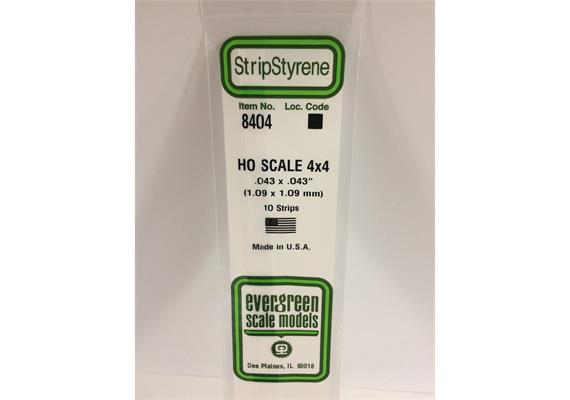 StripStyrene
Item No. Loc. Code
8404
HO SCALE 4x4
.043 x .043"
(1.09 x 1.09 mm)
10 Strips
Made in U.S.A.
evergreen
scale models
Des Plaines, IL 60018